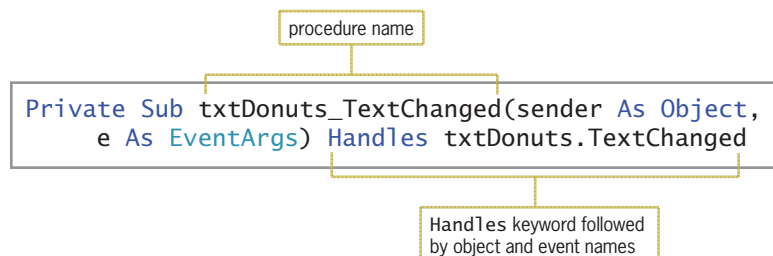 procedure name
Private Sub txtDonuts_TextChanged(sender As Object,
e As EventArgs) Handles txtDonuts.TextChanged
Handles keyword followed
by object and event names